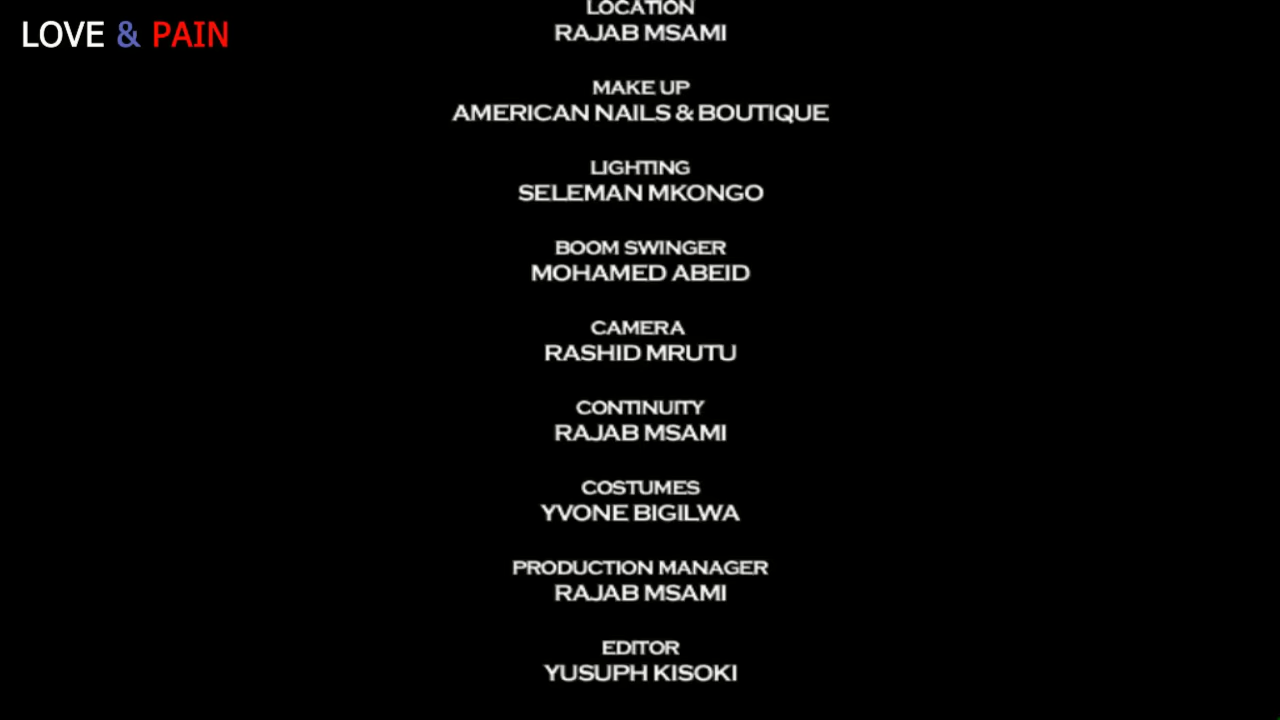 LOVE & PAIN
LOCATION
RAJAB MSAMI
MAKE UP
AMERICAN NAILS & BOUTIQUE
LIGHTING
SELEMAN MKONGO
BOOM SWINGER
MOHAMED ABEID
CAMERA
RASHID MRUTU
CONTINUITY
RAJAB MSAMI
COSTUMES
YVONE BIGILWA
PRODUCTION MANAGER
RAJAB MSAMI
EDITOR
YUSUPH KISOKI